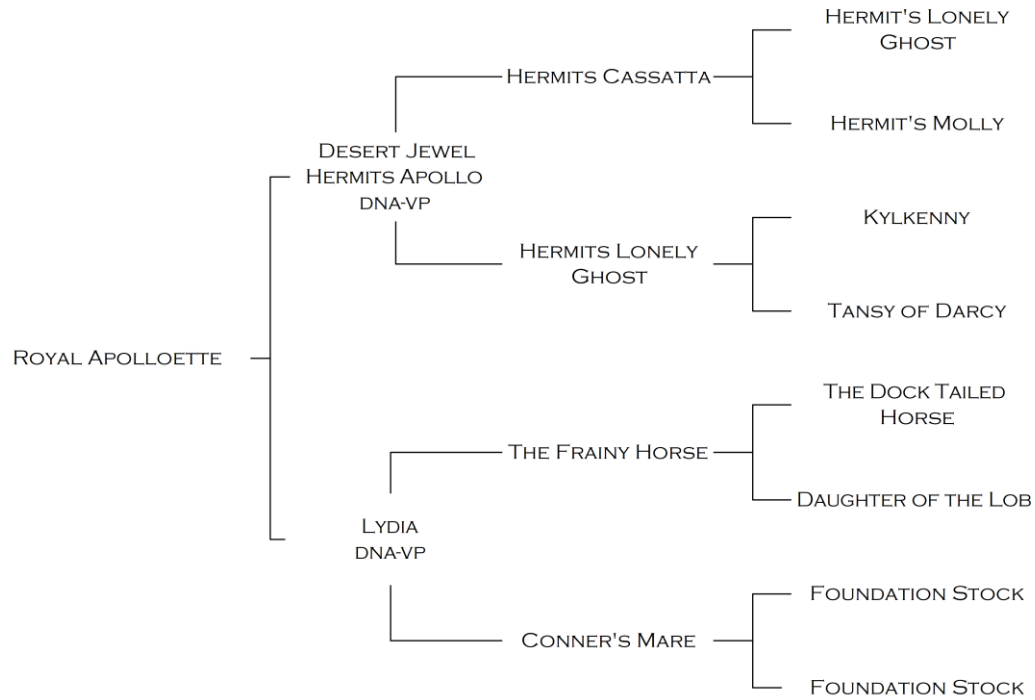 Hermit's Lonely
Ghost
Hermits Cassatta
Hermit's Molly
Desert Jewel
Hermits Apollo
DNA-VP
Kylkenny
Hermits Lonely
Ghost
Tansy of Darcy
Royal Apolloette
The Dock Tailed
Horse
The Frainy Horse
Daughter of the Lob
Lydia
DNA-VP
Foundation Stock
Conner's Mare
Foundation Stock